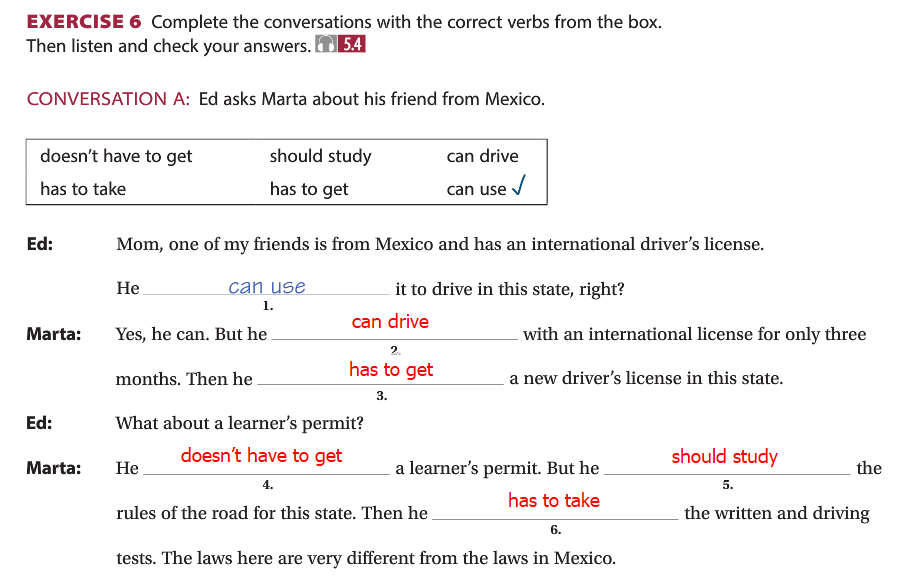 EXERCISE 6 Complete the conversations with the correct verbs from the box.
Then listen and check your answers. 5.4
CONVERSATION A: Ed asks Marta about his friend from Mexico.
doesn't have to get should study can drive
has to take has to get can use ✓
Ed: Mom, one of my friends is from Mexico and has an international driver's license.
He can use it to drive in this state, right?
1.
Marta: Yes, he can. But he can drive with an international license for only three
2.
months. Then he has to get a new driver's license in this state.
3.
Ed: What about a learner's permit?
Marta: He doesn't have to get a learner's permit. But he should study the
4. 5.
rules of the road for this state. Then he has to take the written and driving
6.
tests. The laws here are very different from the laws in Mexico.